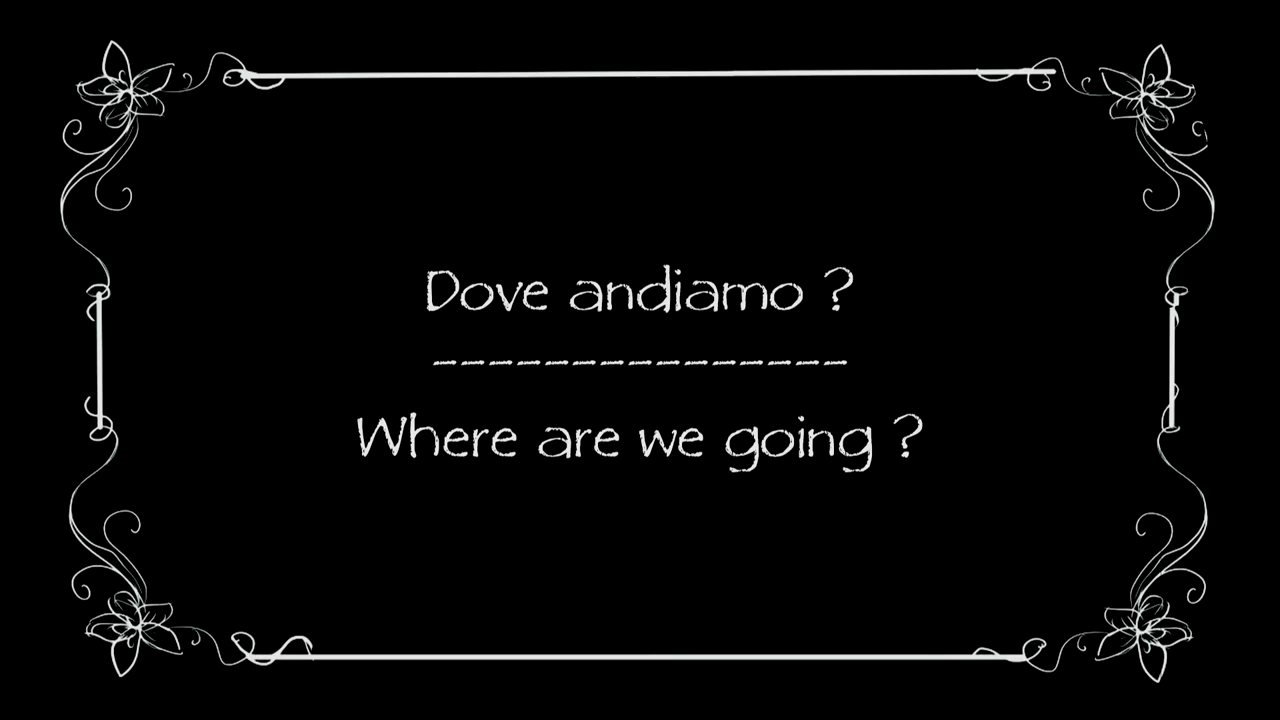 Dove andiamo ?
---------------
Where are we going ?